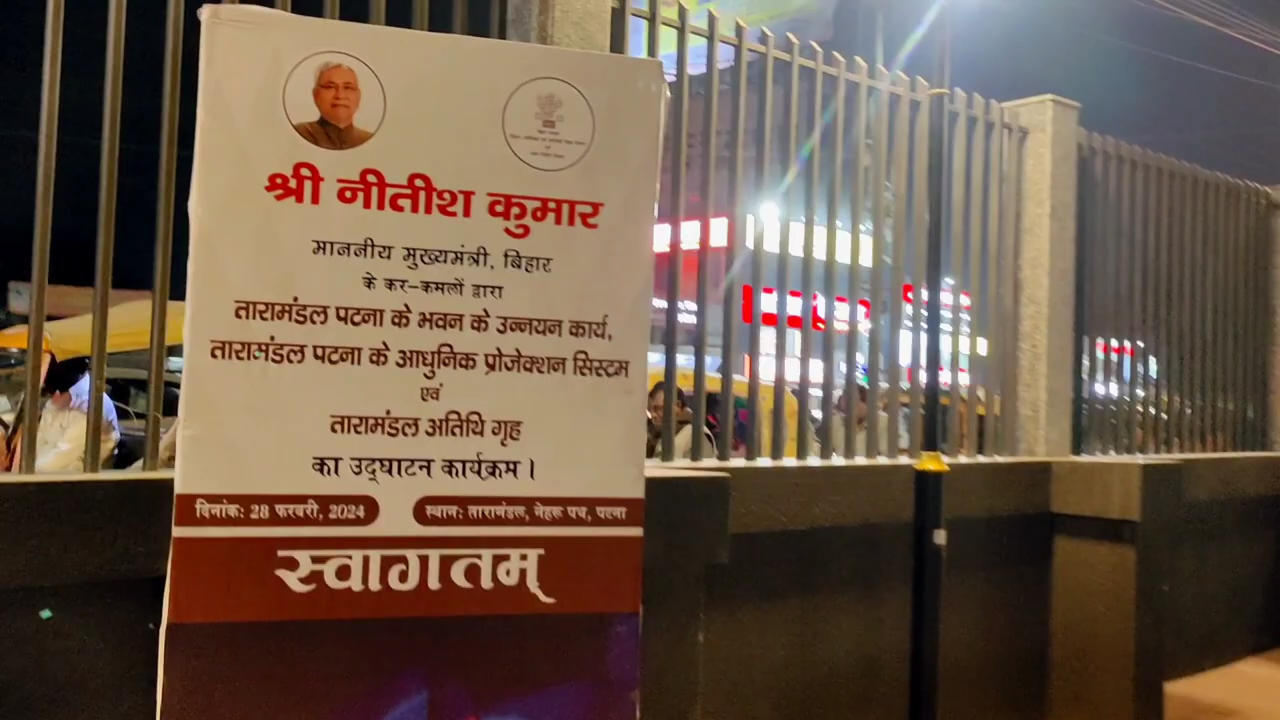 श्री नीतीश कुमार
माननीय मुख्यमंत्री, बिहार
के कर-कमलों द्वारा
तारामंडल पटना के भवन के उन्नयन कार्य,
तारामंडल पटना के आधुनिक प्रोजेक्शन सिस्टम
एवं
तारामंडल अतिथि गृह
का उद्घाटन कार्यक्रम।
दिनांक: 28 फरवरी, 2024
स्थान: तारामंडल, नेहरू पथ, पटना
स्वागतम्